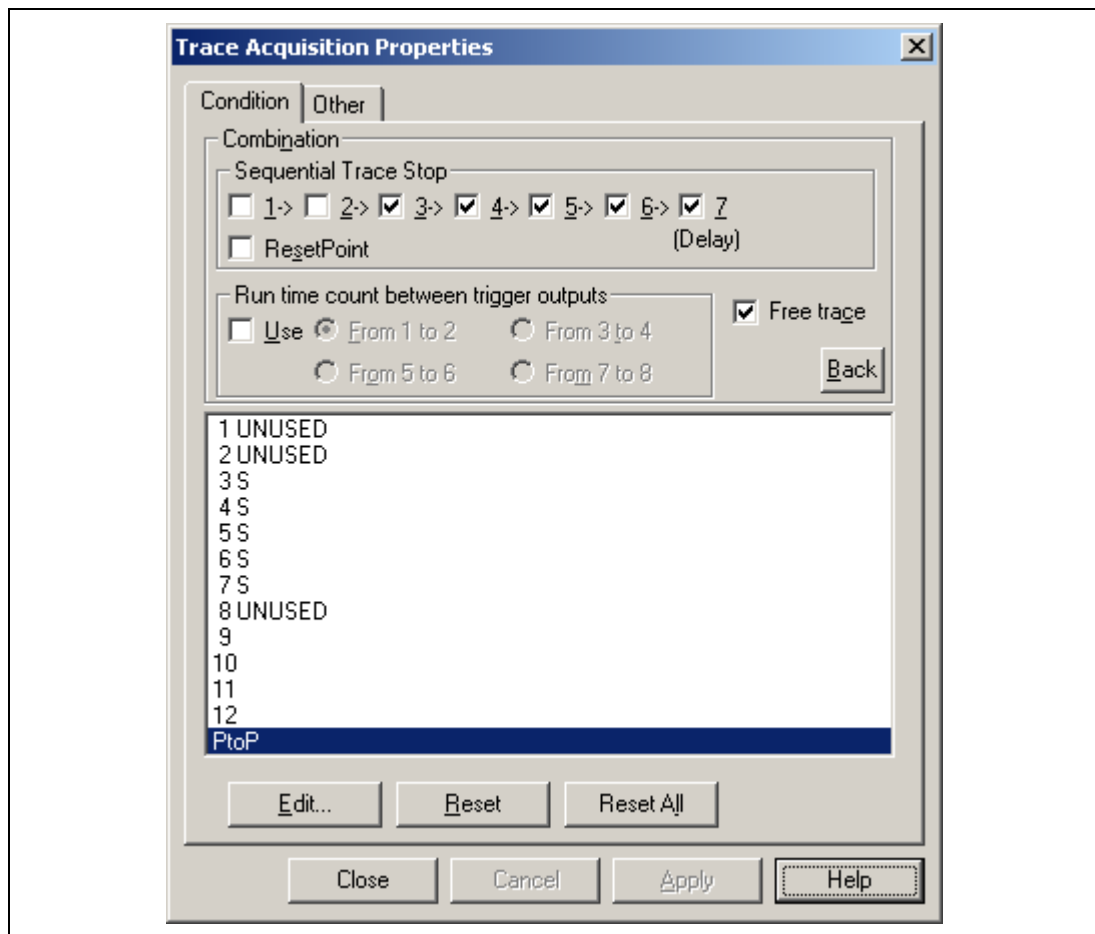 Trace Acquisition Properties
Condition
Other
Combination
Sequential Trace Stop
1-> 2-> 3-> 4-> 5-> 6-> 7
(Delay)
ResetPoint
Run time count between trigger outputs
Use From 1 to 2 From 3 to 4
From 5 to 6 From 7 to 8
Free trace
Back
1 UNUSED
2 UNUSED
3 S
4 S
5 S
6 S
7 S
8 UNUSED
9
10
11
12
PtoP
Edit... Reset Reset All
Close Cancel Apply Help